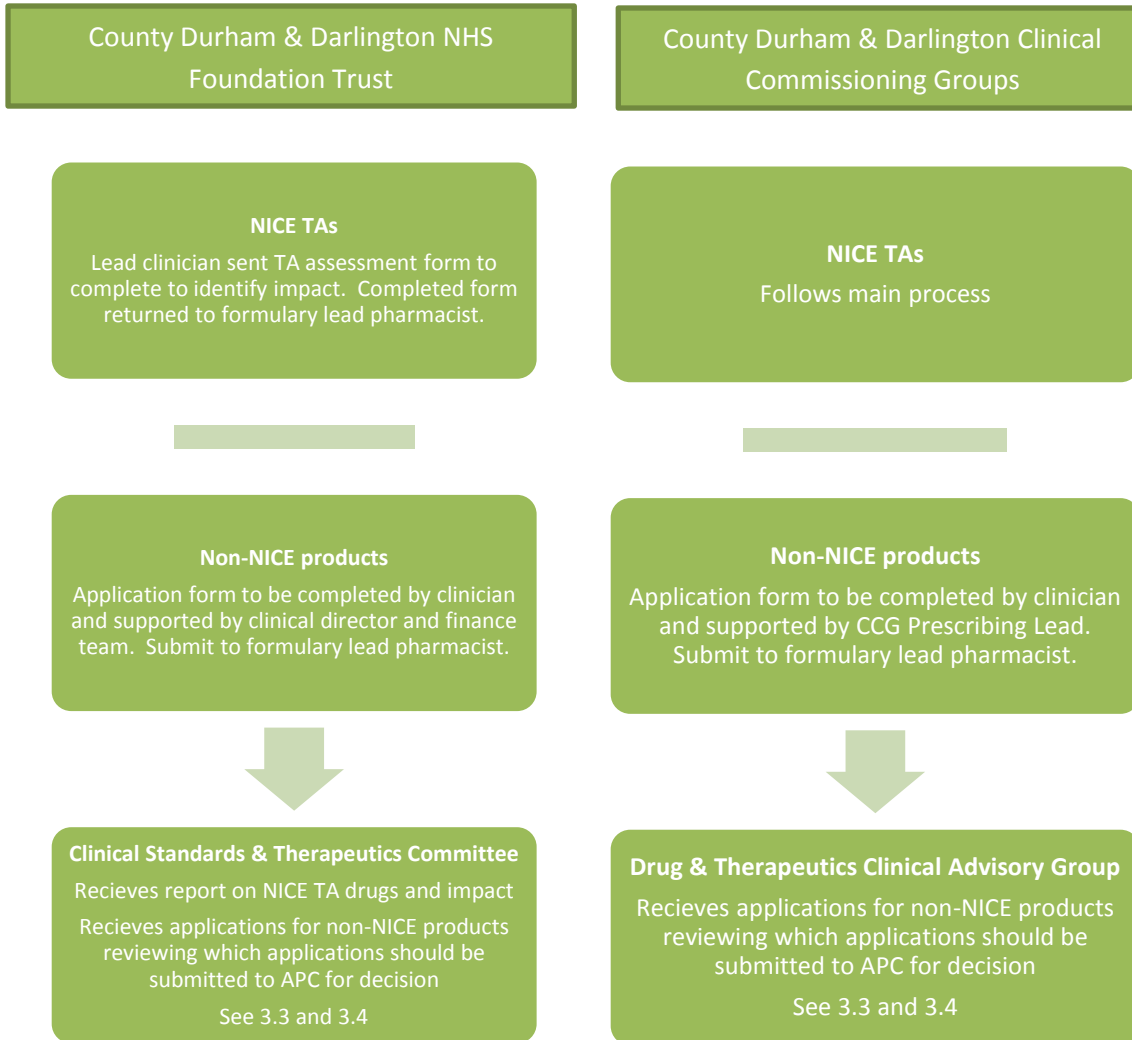 County Durham & Darlington NHS
Foundation Trust
NICE TAs
Lead clinician sent TA assessment form to
complete to identify impact.  Completed form
returned to formulary lead pharmacist.
Non-NICE products
Application form to be completed by clinician
and supported by clinical director and finance
team.  Submit to formulary lead pharmacist.
Clinical Standards & Therapeutics Committee
Recieves report on NICE TA drugs and impact
Recieves applications for non-NICE products
reviewing which applications should be
submitted to APC for decision
See 3.3 and 3.4
County Durham & Darlington Clinical
Commissioning Groups
NICE TAs
Follows main process
Non-NICE products
Application form to be completed by clinician
and supported by CCG Prescribing Lead.
Submit to formulary lead pharmacist.
Drug & Therapeutics Clinical Advisory Group
Recieves applications for non-NICE products
reviewing which applications should be
submitted to APC for decision
See 3.3 and 3.4